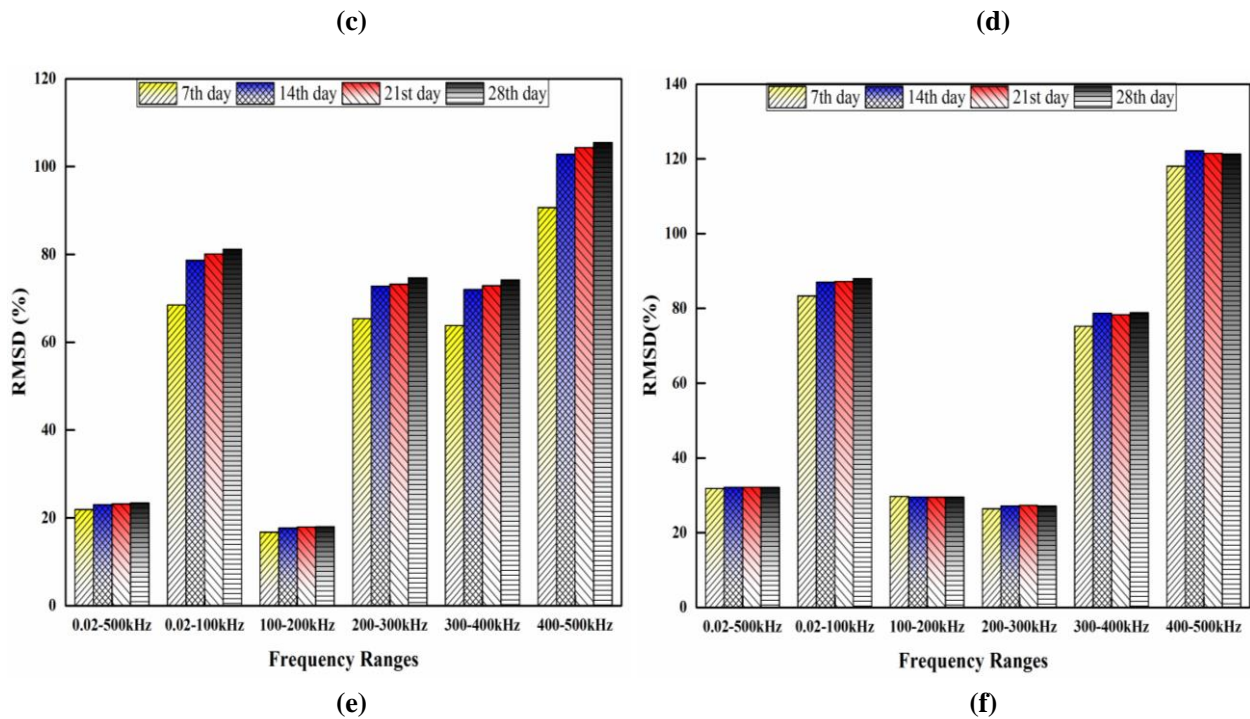 (c)
(d)
7th day 14th day 21st day 28th day
120
100
80
60
40
20
0
RMSD (%)
0.02-500kHz 0.02-100kHz 100-200kHz 200-300kHz 300-400kHz 400-500kHz
Frequency Ranges
(e)
7th day 14th day 21st day 28th day
140
120
100
80
60
40
20
0
RMSD(%)
0.02-500kHz 0.02-100kHz 100-200kHz 200-300kHz 300-400kHz 400-500kHz
Frequency Ranges
(f)